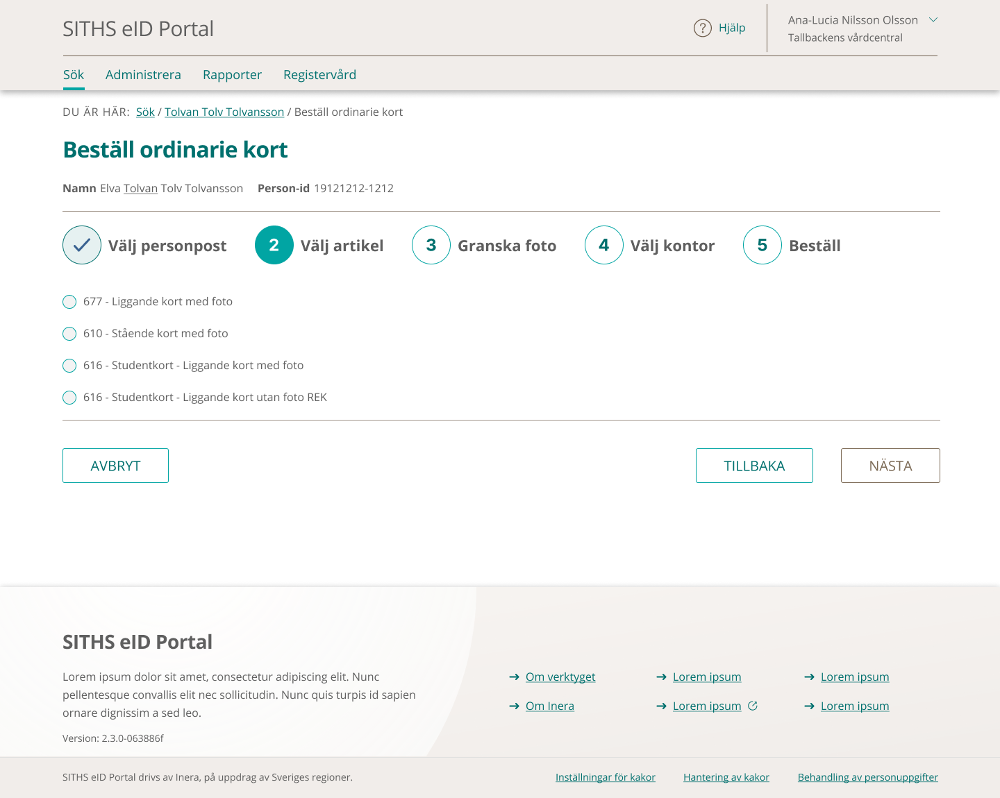 SITHS eID Portal
Hjälp
Ana-Lucia Nilsson Olsson
Tallbackens vårdcentral
Sök Administrera Rapporter Registervård
DU ÄR HÄR: Sök / Tolvan Tolv Tolvansson / Beställ ordinarie kort
Beställ ordinarie kort
Namn Elva Tolvan Tolv Tolvansson Person-id 19121212-1212
Välj personpost 2 Välj artikel 3 Granska foto 4 Välj kontor 5 Beställ
677 - Liggande kort med foto
610 - Stående kort med foto
616 - Studentkort - Liggande kort med foto
616 - Studentkort - Liggande kort utan foto REK
AVBRYT TILLBAKA NÄSTA
SITHS eID Portal
Lorem ipsum dolor sit amet, consectetur adipiscing elit. Nunc
pellentesque convallis elit nec sollicitudin. Nunc quis turpis id sapien
ornare dignissim a sed leo.
Version: 2.3.0-063886f
Om verktyget Lorem ipsum Lorem ipsum
Om Inera Lorem ipsum Lorem ipsum
SITHS eID Portal drivs av Inera, på uppdrag av Sveriges regioner.
Inställningar för kakor Hantering av kakor Behandling av personuppgifter